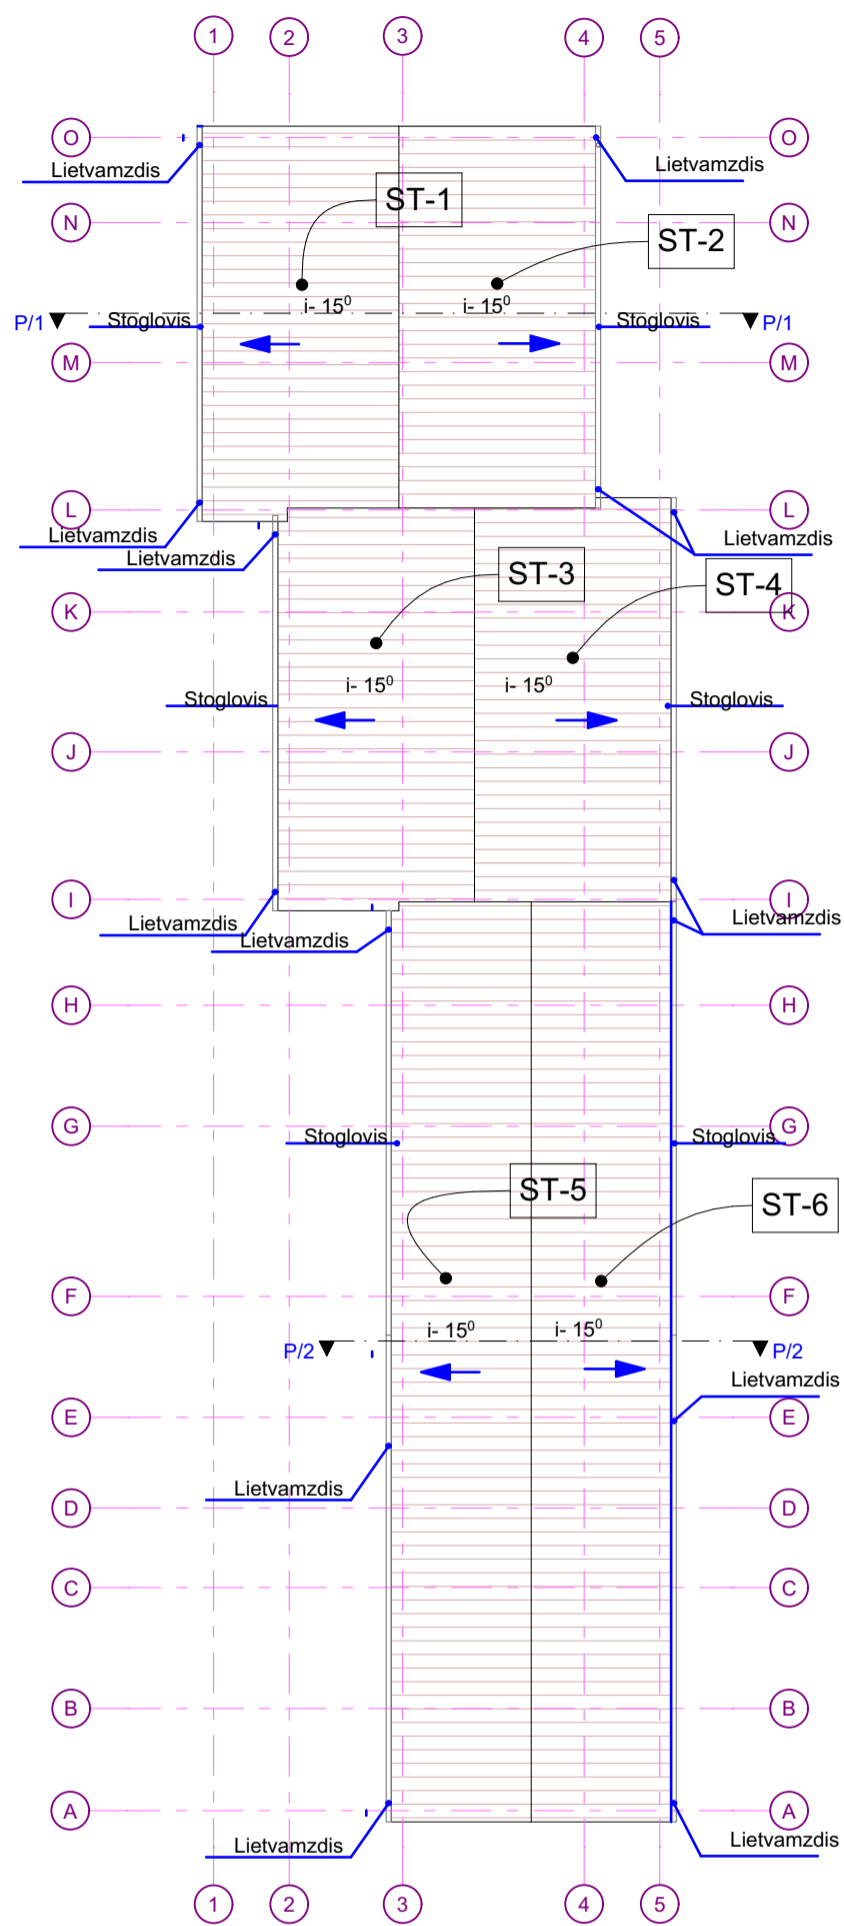 1 2 3 4 5
O O
Lietvamzdis Lietvamzdis
ST-1
N N
ST-2
i- 15⁰ i- 15⁰
P/1 Stoglovis Stoglovis P/1
M M
L L
Lietvamzdis Lietvamzdis
Lietvamzdis
ST-3 ST-4
K K
i- 15⁰ i- 15⁰
Stoglovis Stoglovis
J J
I I
Lietvamzdis Lietvamzdis
Lietvamzdis
H H
G G
Stoglovis Stoglovis
ST-5 ST-6
F F
i- 15⁰ i- 15⁰
P/2 P/2
Lietvamzdis
E E
Lietvamzdis
D D
C C
B B
A A
Lietvamzdis Lietvamzdis
1 2 3 4 5